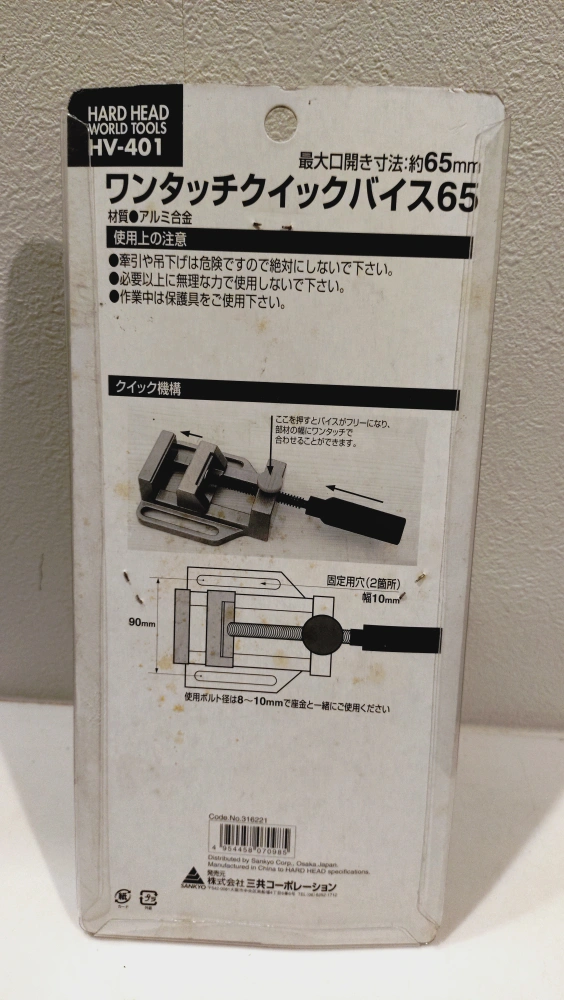 HARD HEAD
WORLD TOOLS
HV-401
最大口開き寸法:約65mm
ワンタッチクイックバイス65
材質●アルミ合金
使用上の注意
●牽引や吊下げは危険ですので絶対にしないで下さい。
●必要以上に無理な力で使用しないで下さい。
●作業中は保護具をご使用下さい。
クイック機構
ここを押すとバイスがフリーになり、
部材の幅にワンタッチで
合わせることができます。
固定用穴(2箇所)
幅10mm
90mm
使用ボルト径は8～10mmで座金と一緒にご使用ください
Code No.316221
4 954458 070985
Distributed by Sankyo Corp., Osaka Japan.
Manufactured in China to HARD HEAD specifications.
発売元
株式会社 三共コーポレーション
SANKYO
紙
プラ